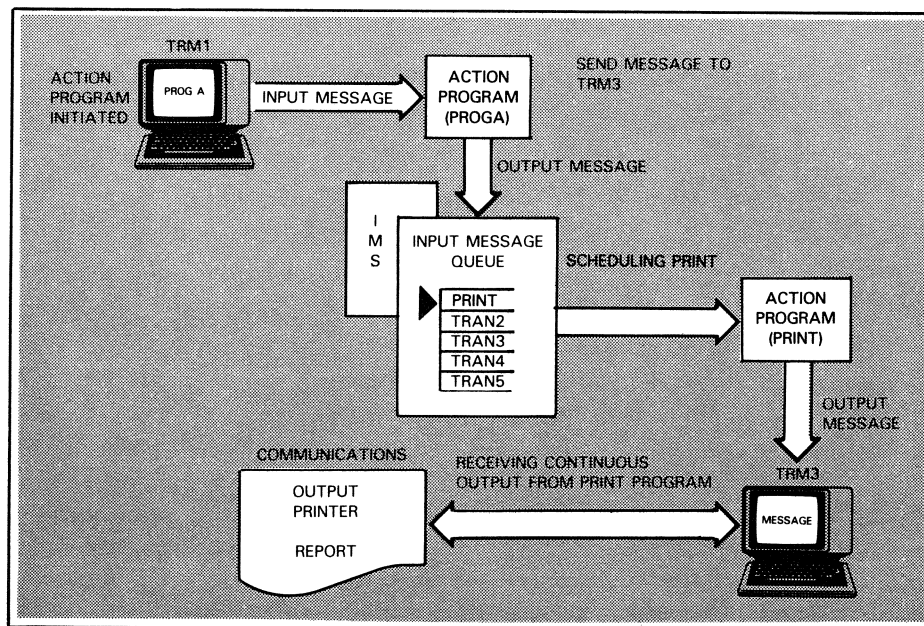 TRM1
ACTION
PROGRAM
INITIATED
PROG A
INPUT MESSAGE
ACTION
PROGRAM
(PROGA)
SEND MESSAGE TO
TRM3
OUTPUT MESSAGE
I
M
S
INPUT MESSAGE
QUEUE
PRINT
TRAN2
TRAN3
TRAN4
TRAN5
SCHEDULING PRINT
ACTION
PROGRAM
(PRINT)
OUTPUT
MESSAGE
TRM3
MESSAGE
COMMUNICATIONS
OUTPUT
PRINTER
REPORT
RECEIVING CONTINUOUS
OUTPUT FROM PRINT PROGRAM